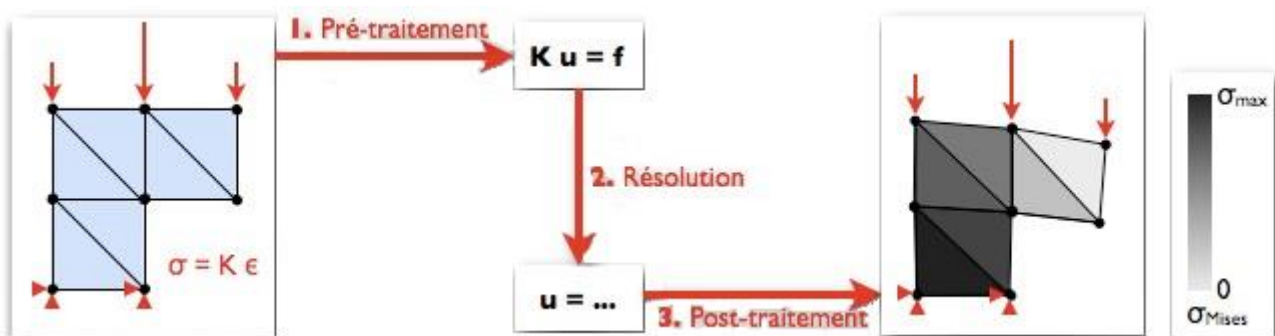 1. Pré-traitement
K u = f
2. Résolution
σ = K ϵ
u = ...
3. Post-traitement
σmax
0
σMises